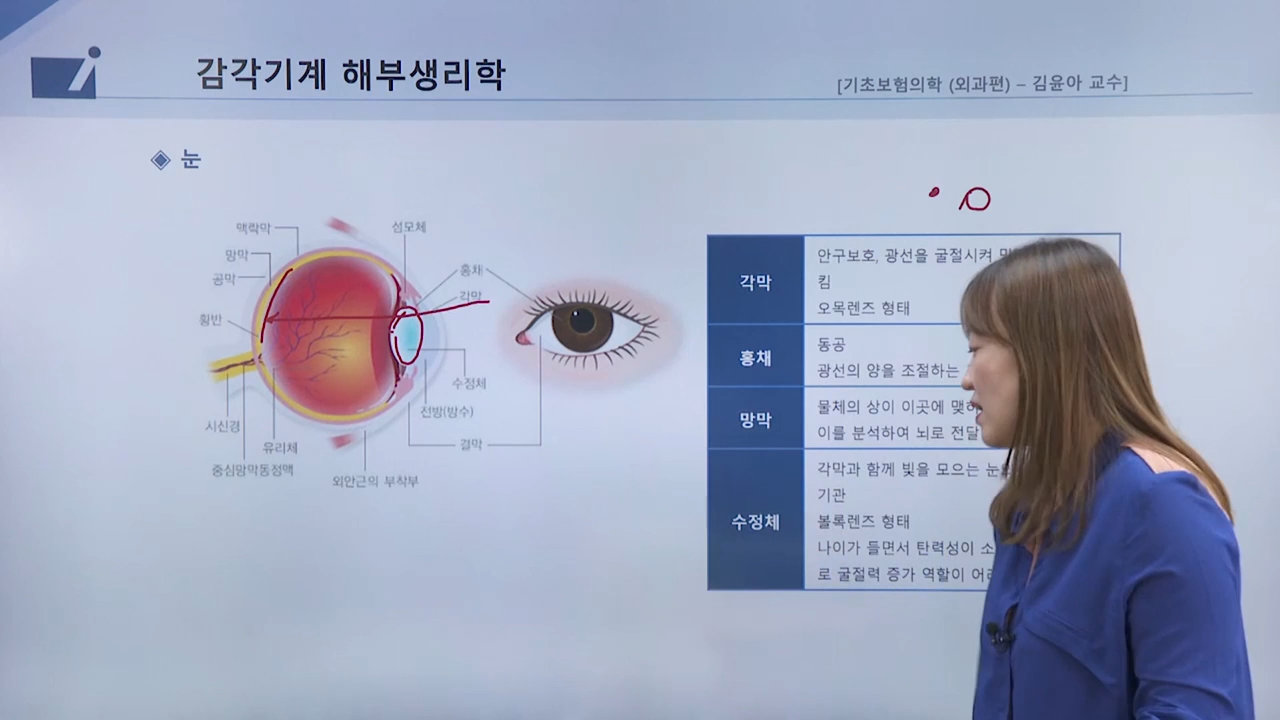 감각기계 해부생리학
[기초보험의학 (외과편) – 김윤아 교수]
눈
맥락막
섬모체
망막
홍채
공막
각막
황반
수정체
전방(방수)
시신경
유리체
결막
중심망막동정맥
외안근의 부착부
각막
안구보호, 광선을 굴절시켜
킴
오목렌즈 형태
홍채
동공
광선의 양을 조절하는
망막
물체의 상이 이곳에 맺
이를 분석하여 뇌로 전달
수정체
각막과 함께 빛을 모으는
기관
볼록렌즈 형태
나이가 들면서 탄력성이
로 굴절력 증가 역할이